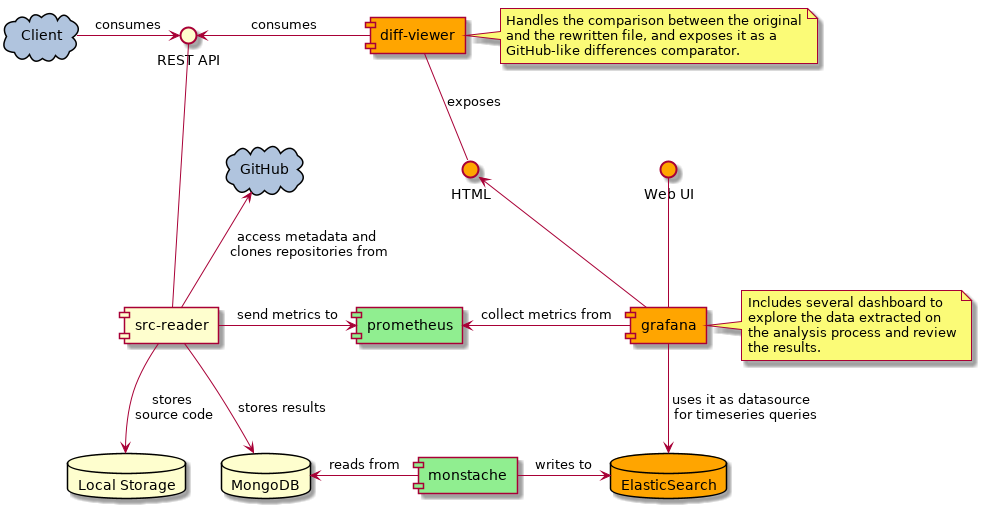 Client
consumes
REST API
consumes
diff-viewer
Handles the comparison between the original
and the rewritten file, and exposes it as a
GitHub-like differences comparator.
exposes
GitHub
HTML
Web UI
access metadata and
clones repositories from
src-reader
send metrics to
prometheus
collect metrics from
grafana
Includes several dashboard to
explore the data extracted on
the analysis process and review
the results.
stores
source code
stores results
uses it as datasource
for timeseries queries
Local Storage
MongoDB
reads from
monstache
writes to
ElasticSearch